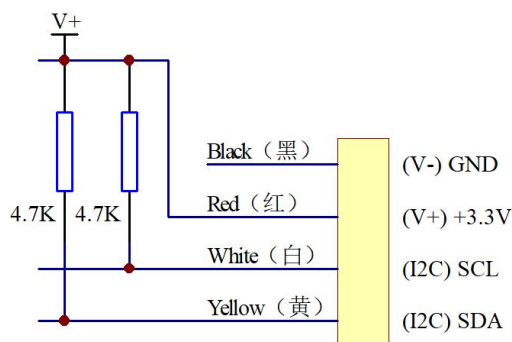 V+
Black（黑）
(V-) GND
4.7K
4.7K
Red（红）
(V+) +3.3V
White（白）
(I2C) SCL
Yellow（黄）
(I2C) SDA